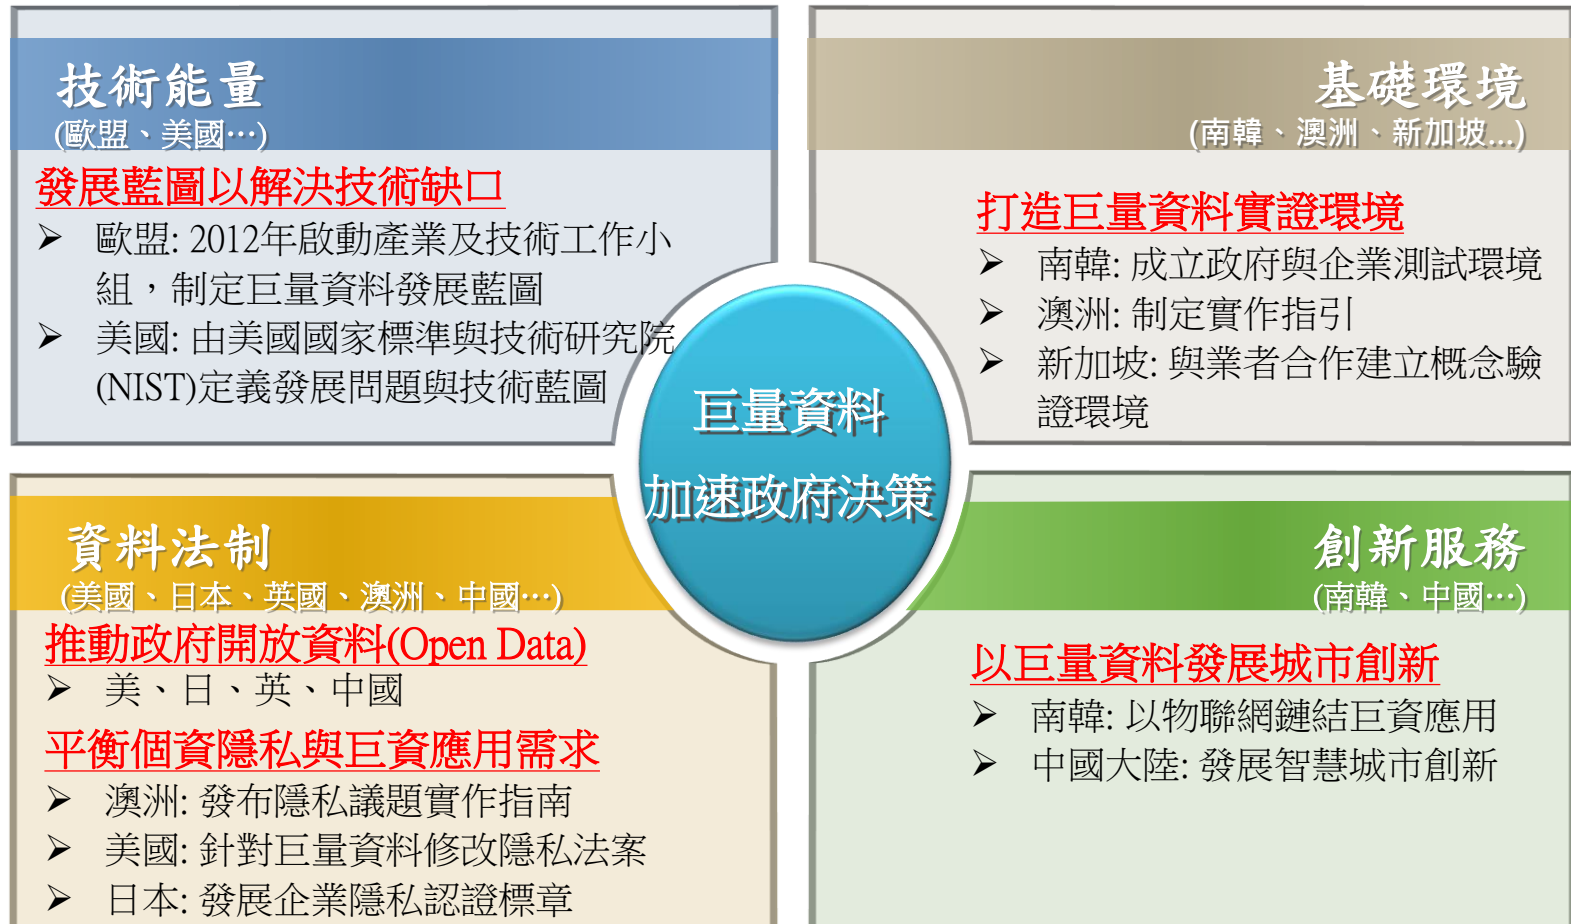 技術能量
(歐盟、美國…)
發展藍圖以解決技術缺口
➢ 歐盟: 2012年啟動產業及技術工作小
組，制定巨量資料發展藍圖
➢ 美國: 由美國國家標準與技術研究院
(NIST)定義發展問題與技術藍圖
基礎環境
(南韓、澳洲、新加坡...)
打造巨量資料實證環境
➢ 南韓: 成立政府與企業測試環境
➢ 澳洲: 制定實作指引
➢ 新加坡: 與業者合作建立概念驗
證環境
巨量資料
加速政府決策
資料法制
(美國、日本、英國、澳洲、中國…)
推動政府開放資料(Open Data)
➢ 美、日、英、中國
平衡個資隱私與巨資應用需求
➢ 澳洲: 發布隱私議題實作指南
➢ 美國: 針對巨量資料修改隱私法案
➢ 日本: 發展企業隱私認證標章
創新服務
(南韓、中國…)
以巨量資料發展城市創新
➢ 南韓: 以物聯網鏈結巨資應用
➢ 中國大陸: 發展智慧城市創新